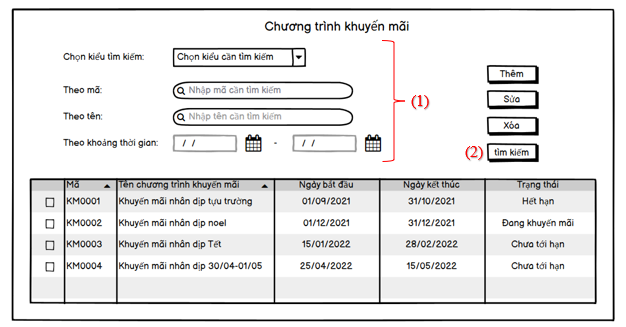 Chương trình khuyến mãi
Chọn kiểu tìm kiếm: Chọn kiểu cần tìm kiếm
Thêm
Theo mã: Nhập mã cần tìm kiếm
(1)
Sửa
Theo tên: Nhập tên cần tìm kiếm
Xóa
Theo khoảng thời gian: / / - / /
(2) tìm kiếm
Mã Tên chương trình khuyến mãi Ngày bắt đầu Ngày kết thúc Trạng thái
KM0001 Khuyến mãi nhân dịp tựu trường 01/09/2021 31/10/2021 Hết hạn
KM0002 Khuyến mãi nhân dịp noel 01/12/2021 31/12/2021 Đang khuyến mãi
KM0003 Khuyến mãi nhân dịp Tết 15/01/2022 28/02/2022 Chưa tới hạn
KM0004 Khuyến mãi nhân dịp 30/04-01/05 25/04/2022 15/05/2022 Chưa tới hạn